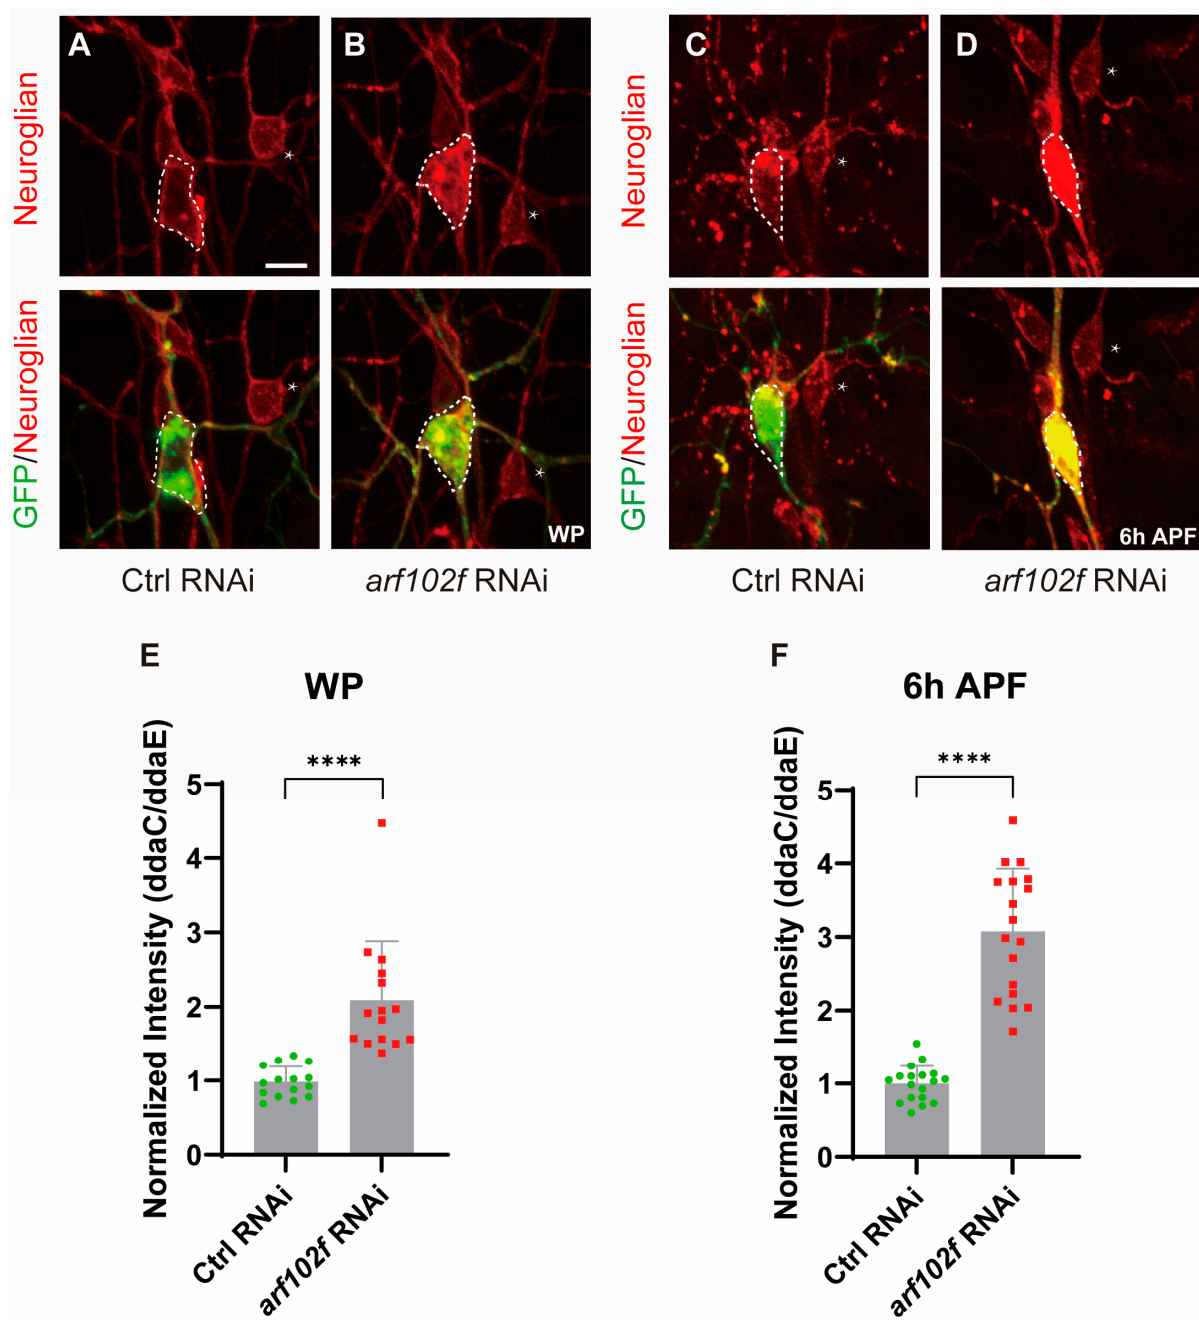 A
B
C
D
Neuroglian
Neuroglian
*
*
*
*
GFP/Neuroglian
GFP/Neuroglian
*
*
*
*
WP
6h APF
Ctrl RNAi
arf102f RNAi
Ctrl RNAi
arf102f RNAi
E
WP
Normalized Intensity (ddaC/ddaE)
****
5
4
3
2
1
0
Ctrl RNAi
arf102f RNAi
F
6h APF
Normalized Intensity (ddaC/ddaE)
****
5
4
3
2
1
0
Ctrl RNAi
arf102f RNAi